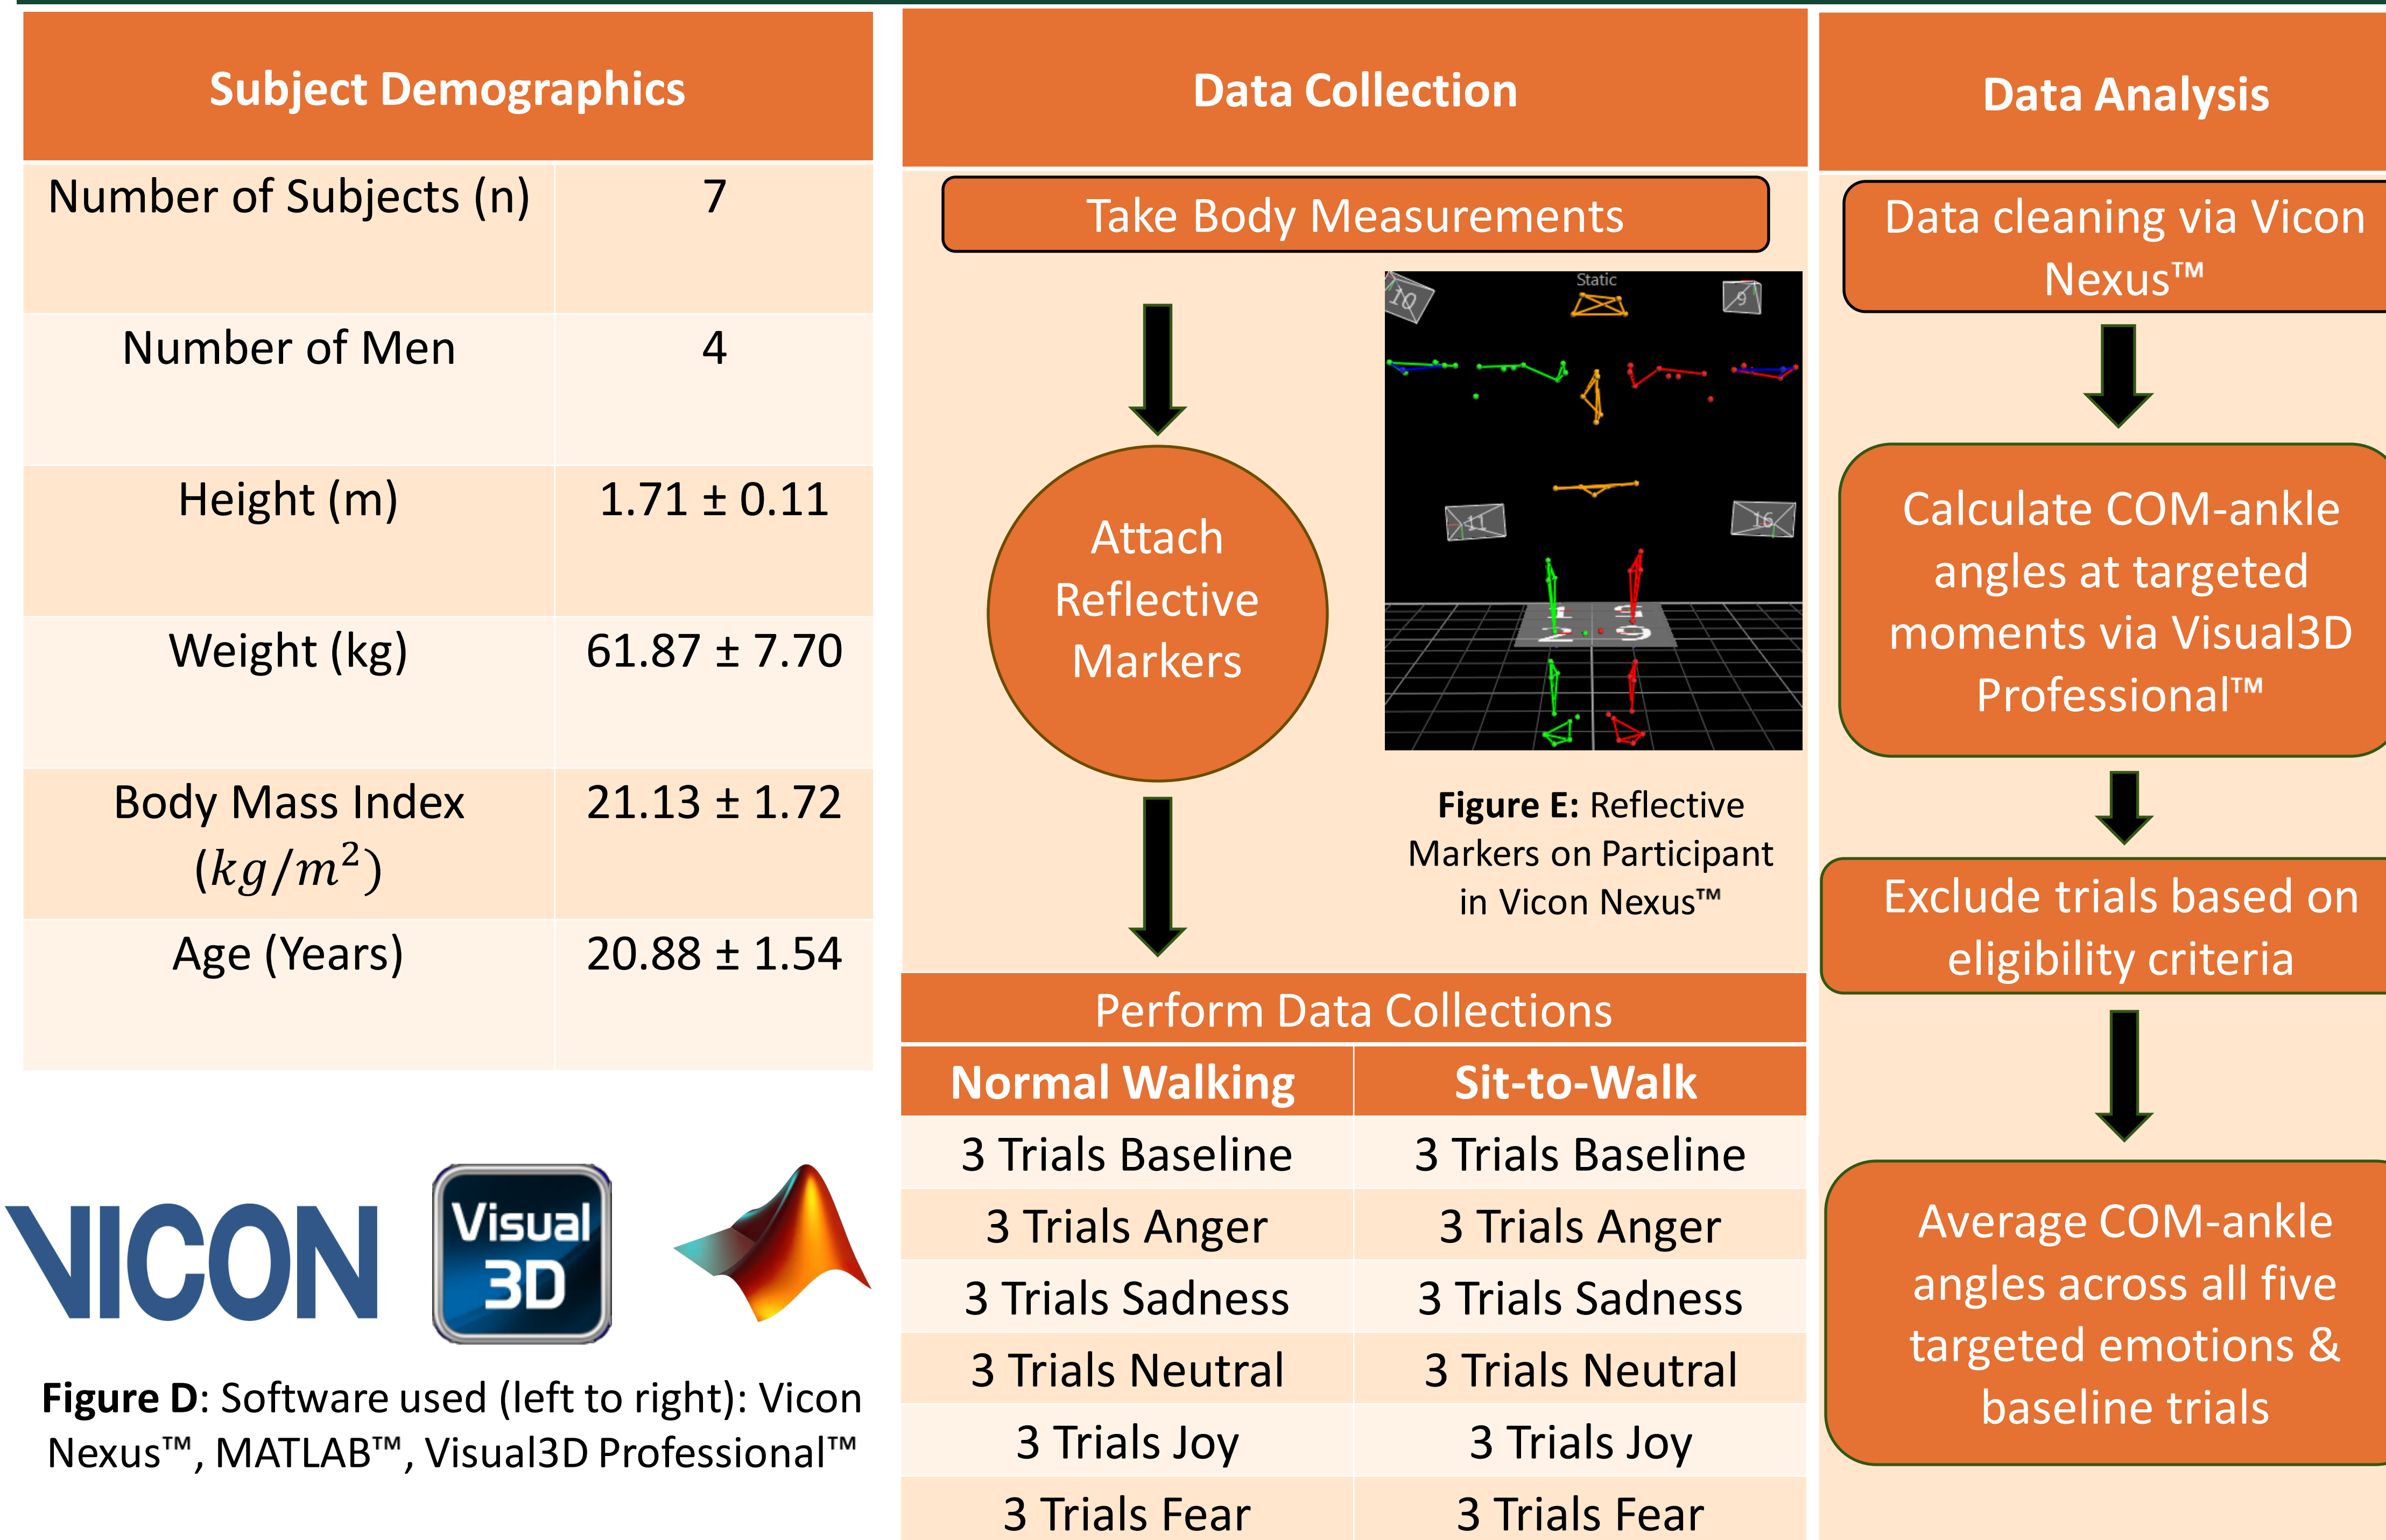 Subject Demographics
Number of Subjects (n) 7
Number of Men 4
Height (m) 1.71 ± 0.11
Weight (kg) 61.87 ± 7.70
Body Mass Index 21.13 ± 1.72
(kg/m²)
Age (Years) 20.88 ± 1.54
VICON
Visual
3D
Figure D: Software used (left to right): Vicon
Nexus™, MATLAB™, Visual3D Professional™
Data Collection
Take Body Measurements
Attach
Reflective
Markers
Static
10
9
11
16
Figure E: Reflective
Markers on Participant
in Vicon Nexus™
Perform Data Collections
Normal Walking Sit-to-Walk
3 Trials Baseline 3 Trials Baseline
3 Trials Anger 3 Trials Anger
3 Trials Sadness 3 Trials Sadness
3 Trials Neutral 3 Trials Neutral
3 Trials Joy 3 Trials Joy
3 Trials Fear 3 Trials Fear
Data Analysis
Data cleaning via Vicon
Nexus™
Calculate COM-ankle
angles at targeted
moments via Visual3D
Professional™
Exclude trials based on
eligibility criteria
Average COM-ankle
angles across all five
targeted emotions &
baseline trials